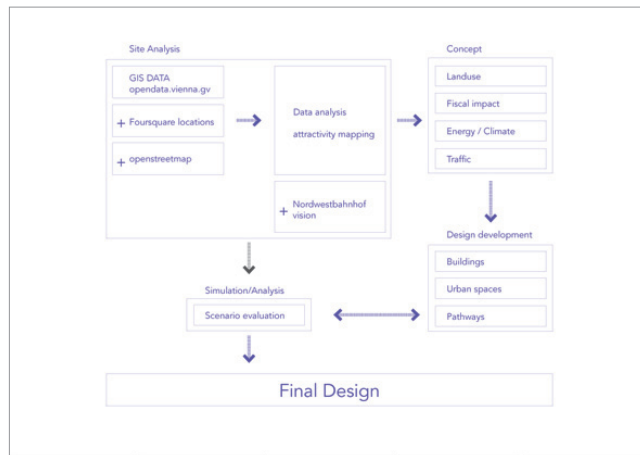 Site Analysis
GIS DATA
opendata.vienna.gv
+ Foursquare locations
+ openstreetmap
Data analysis
attractivity mapping
+ Nordwestbahnhof
vision
Concept
Landuse
Fiscal impact
Energy / Climate
Traffic
Design development
Buildings
Urban spaces
Pathways
Simulation/Analysis
Scenario evaluation
Final Design